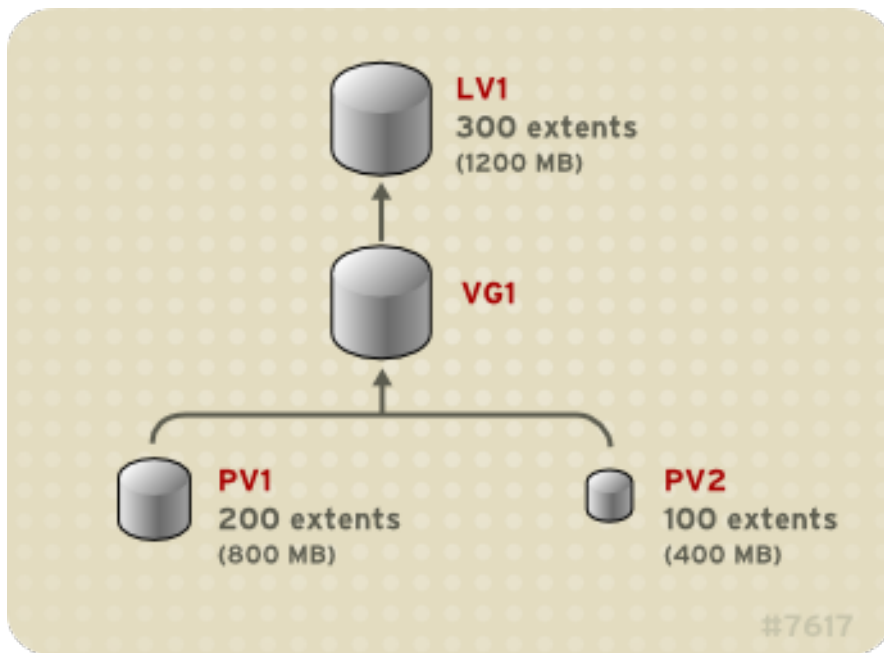 LV1
300 extents
(1200 MB)
VG1
PV1
200 extents
(800 MB)
PV2
100 extents
(400 MB)
#7617